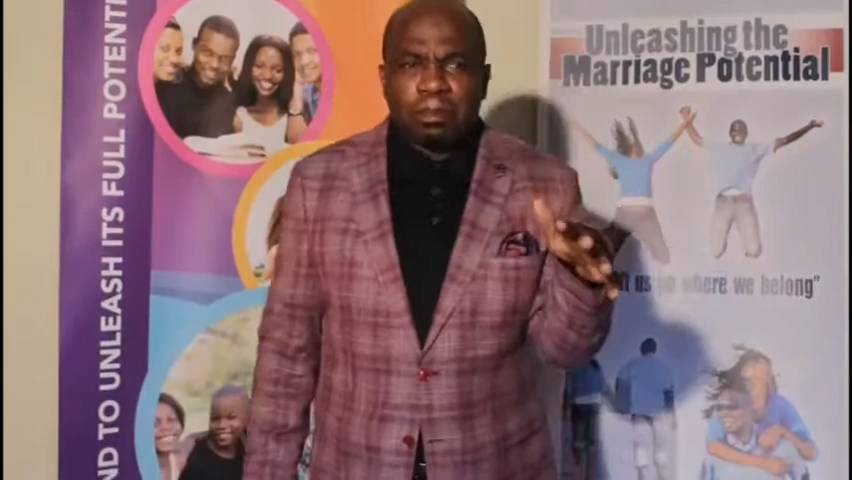 ND TO UNLEASH ITS FULL POTENTI
Unleashing the
Marriage Potential
us go where we belong"